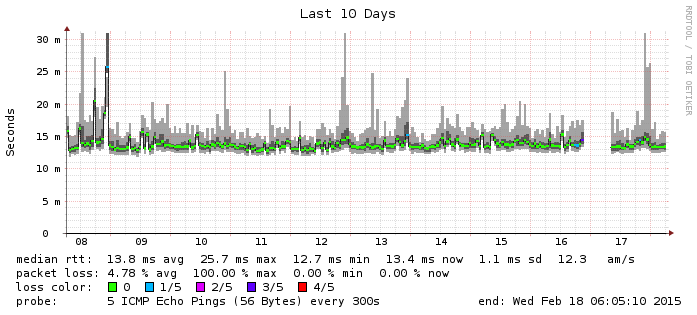 Last 10 Days
RRDTOOL / TOBI OETIKER
Seconds
30 m
25 m
20 m
15 m
10 m
5 m
0
08 09 10 11 12 13 14 15 16 17
median rtt: 13.8 ms avg 25.7 ms max 12.7 ms min 13.4 ms now 1.1 ms sd 12.3 am/s
packet loss: 4.78 % avg 100.00 % max 0.00 % min 0.00 % now
loss color: 0 1/5 2/5 3/5 4/5
probe: 5 ICMP Echo Pings (56 Bytes) every 300s end: Wed Feb 18 06:05:10 2015